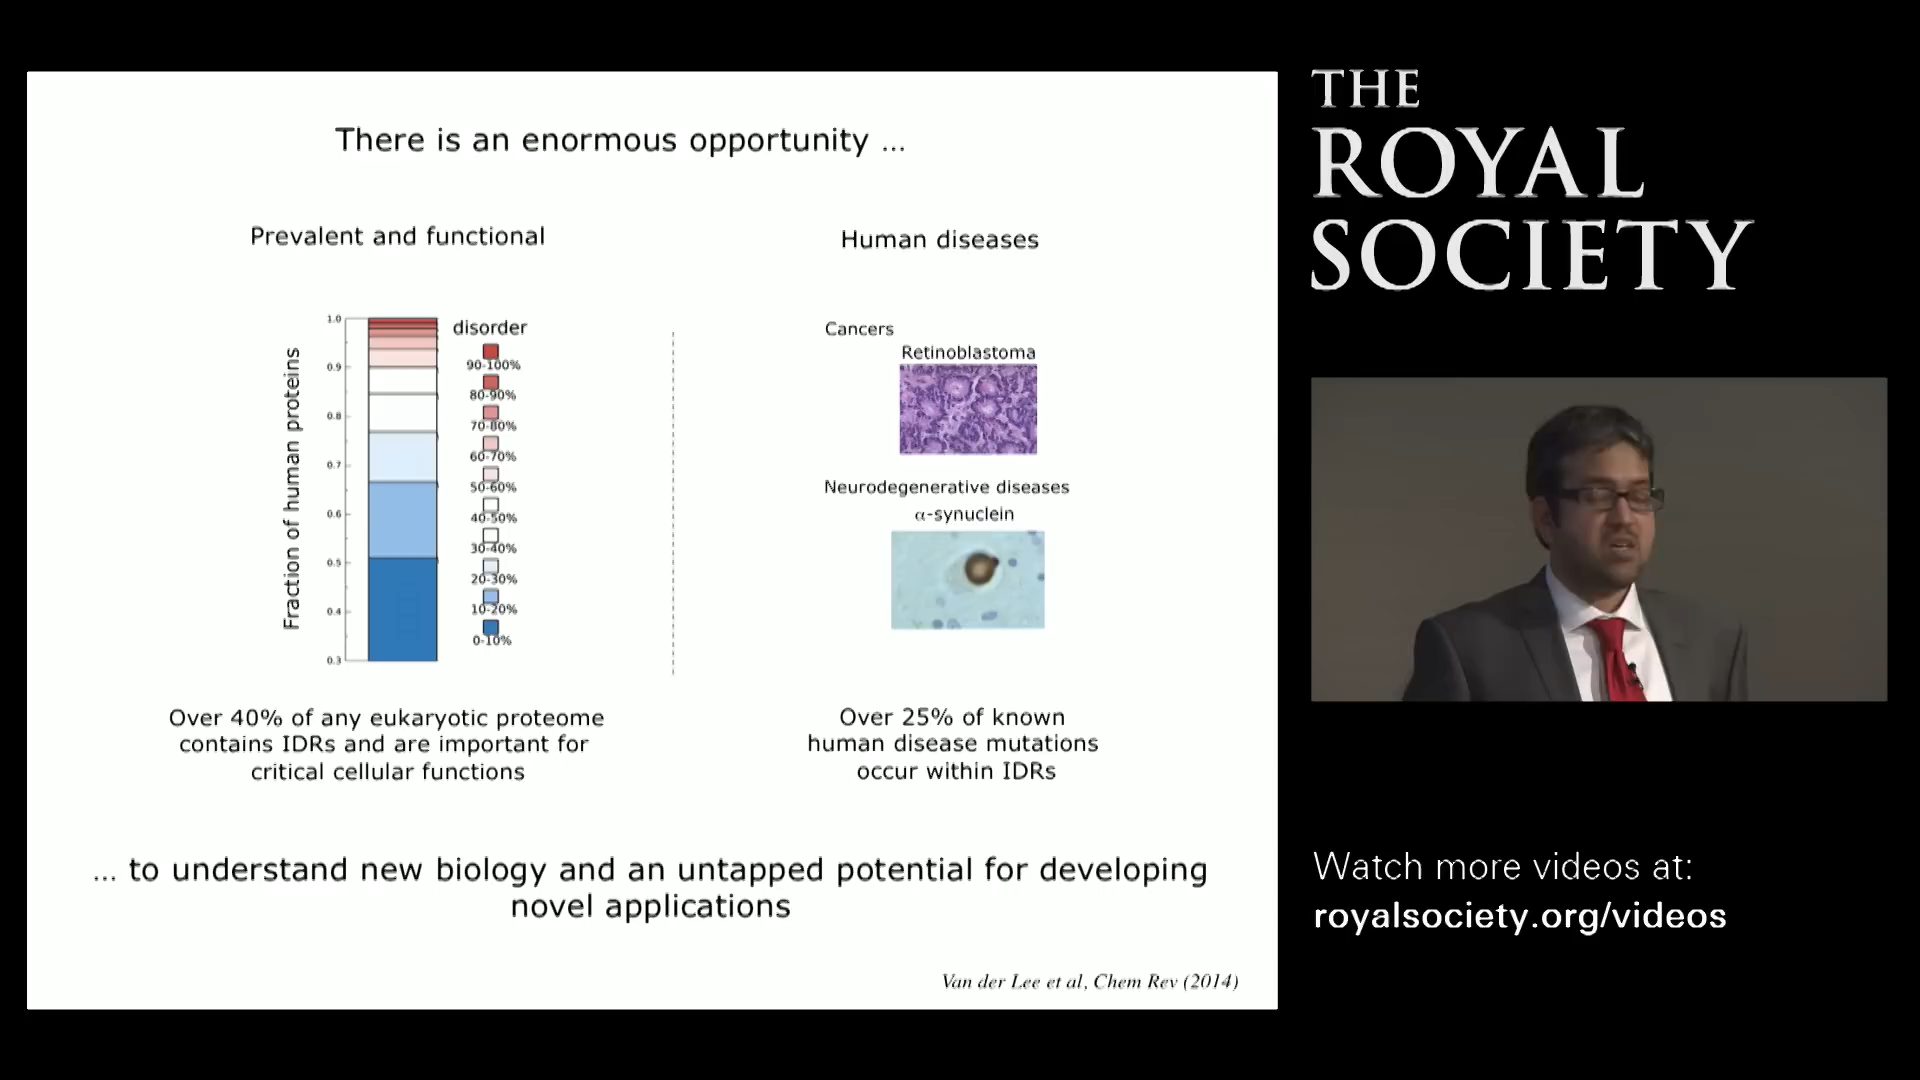 There is an enormous opportunity ...
Prevalent and functional
Fraction of human proteins
1.0
0.9
0.8
0.7
0.6
0.5
0.4
0.3
disorder
90-100%
80-90%
70-80%
60-70%
50-60%
40-50%
30-40%
20-30%
10-20%
0-10%
Over 40% of any eukaryotic proteome
contains IDRs and are important for
critical cellular functions
Human diseases
Cancers
Retinoblastoma
Neurodegenerative diseases
α-synuclein
Over 25% of known
human disease mutations
occur within IDRs
... to understand new biology and an untapped potential for developing
novel applications
Van der Lee et al, Chem Rev (2014)
THE
ROYAL
SOCIETY
Watch more videos at:
royalsociety.org/videos